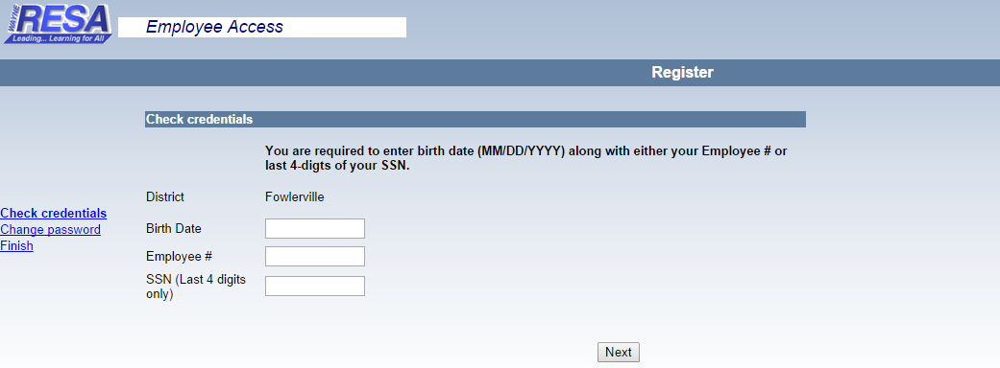 WAYNE
RESA
Leading... Learning for All
Employee Access
Register
Check credentials
You are required to enter birth date (MM/DD/YYYY) along with either your Employee # or
last 4-digits of your SSN.
District
Fowlerville
Check credentials
Change password
Finish
Birth Date
Employee #
SSN (Last 4 digits
only)
Next